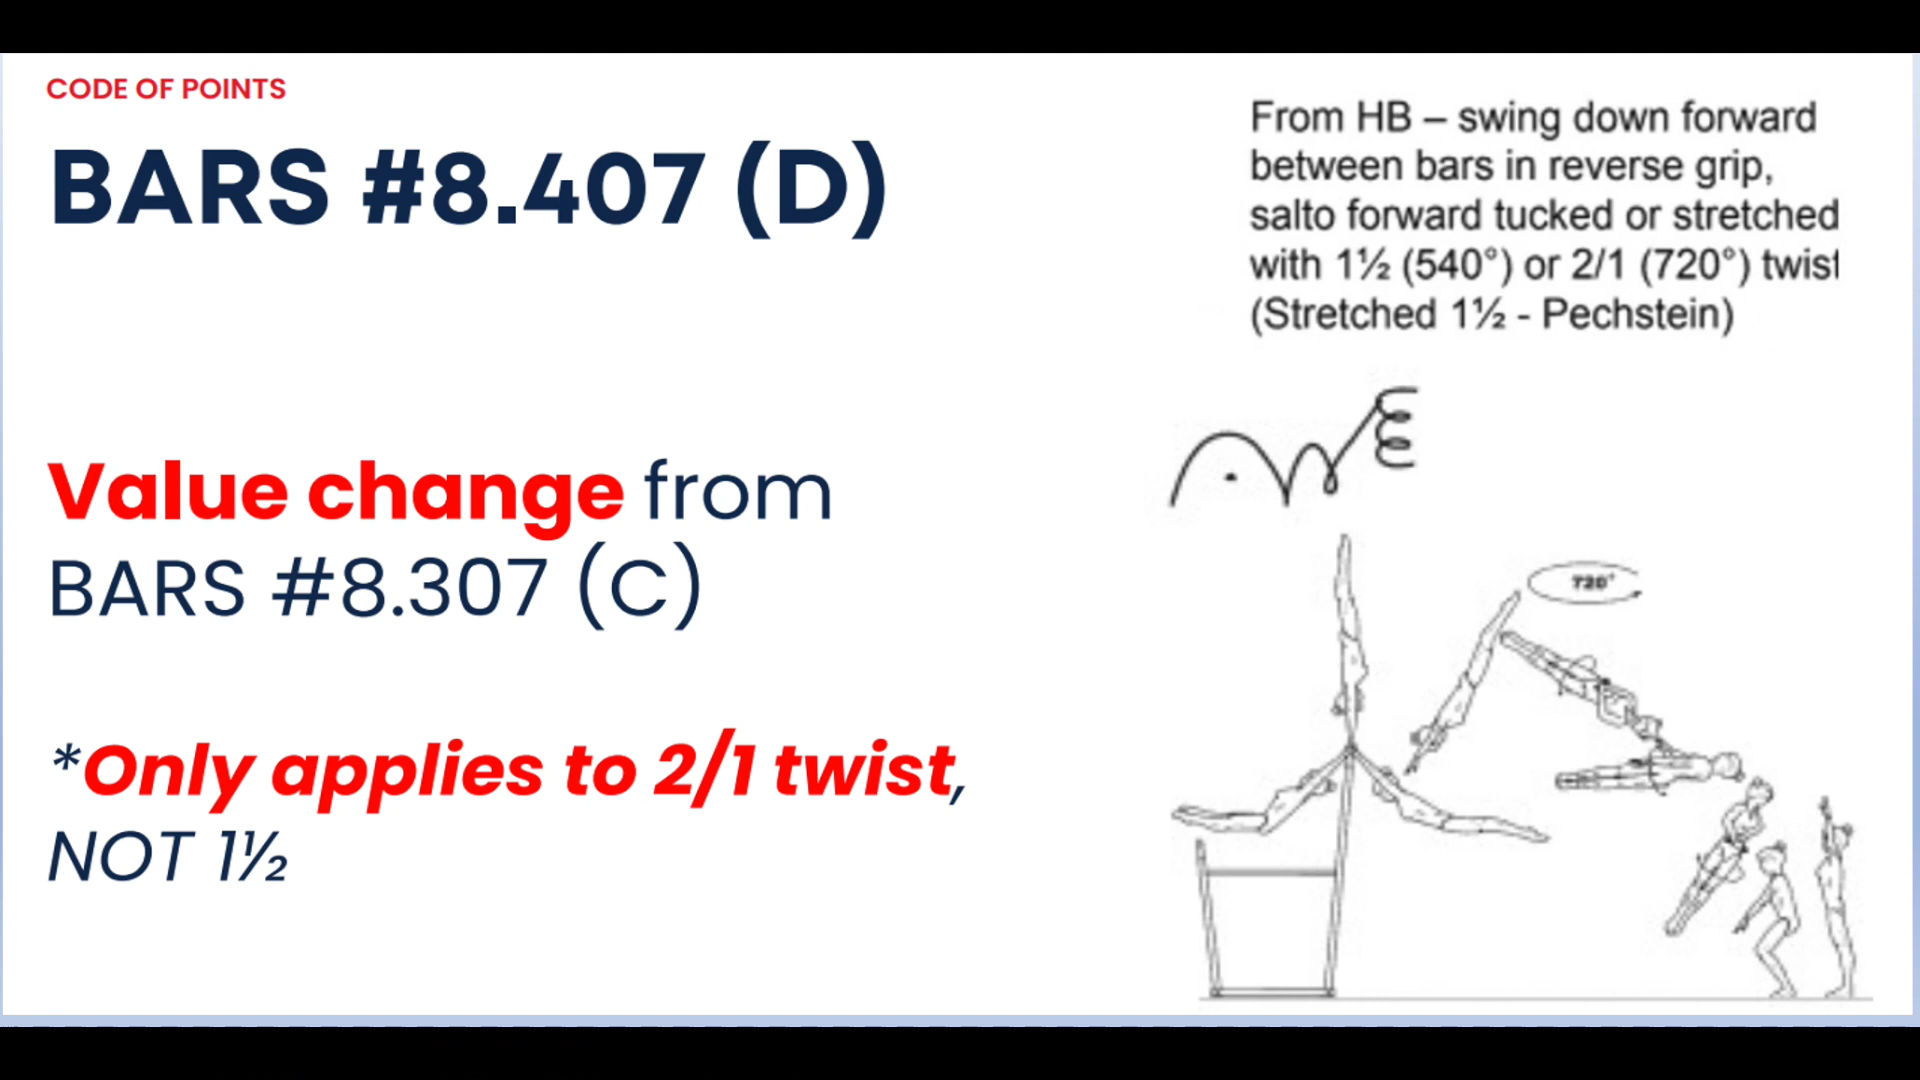 CODE OF POINTS
BARS #8.407 (D)
Value change from
BARS #8.307 (C)
*Only applies to 2/1 twist,
NOT 1½
From HB – swing down forward
between bars in reverse grip,
salto forward tucked or stretched
with 1½ (540°) or 2/1 (720°) twist
(Stretched 1½ - Pechstein)
720°